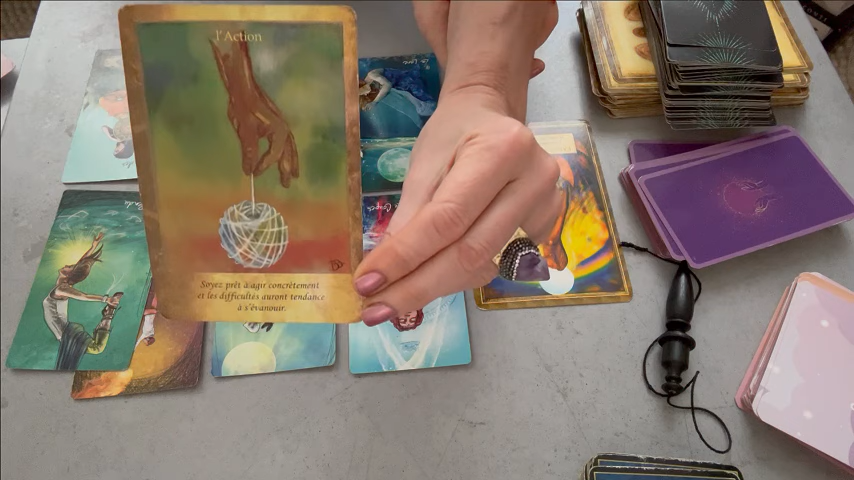 l'Action
Soyez prêt à agir concrètement
et les difficultés auront tendance
à s'évanouir.